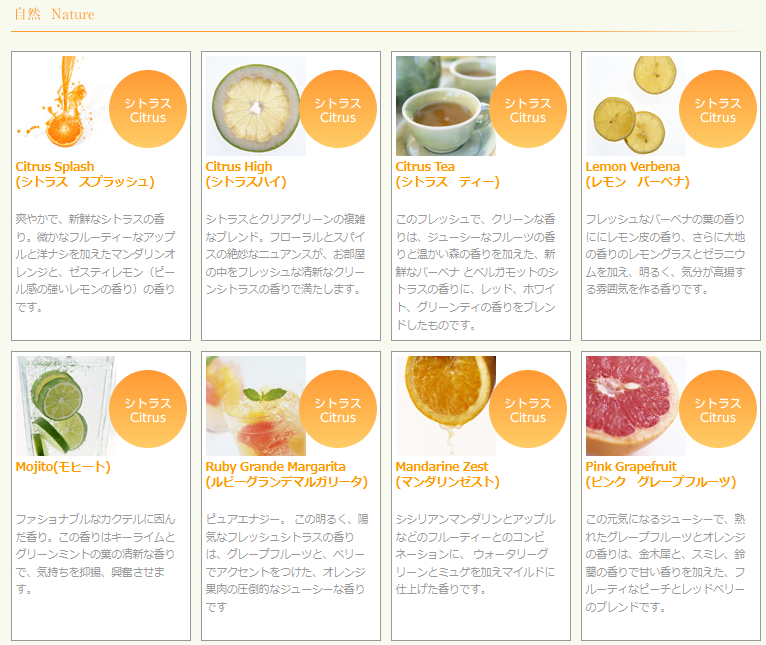 自然 Nature
シトラス
Citrus
Citrus Splash
(シトラス スプラッシュ)
爽やかで、新鮮なシトラスの香
り。微かなフルーティーなアップ
ルと洋ナシを加えたマンダリンオ
レンジと、ゼスティレモン（ピー
ル感の強いレモンの香り）の香り
です。
シトラス
Citrus
Citrus High
(シトラスハイ)
シトラスとクリアグリーンの複雑
なブレンド。フローラルとスパイ
スの絶妙なニュアンスが、お部屋
の中をフレッシュな清新なクリー
ンシトラスの香りで満たします。
シトラス
Citrus
Citrus Tea
(シトラス ティー)
このフレッシュで、クリーンな香
りは、ジューシーなフルーツの香
りと温かい森の香りを加えた、新
鮮なバーベナ とベルガモットのシ
トラスの香りに、レッド、ホワイ
ト、グリーンティの香りをブレン
ドしたものです。
シトラス
Citrus
Lemon Verbena
(レモン バーベナ)
フレッシュなバーベナの葉の香り
ににレモン皮の香り、さらに大地
の香りのレモングラスとゼラニウ
ムを加え、明るく、気分が高揚す
る雰囲気を作る香りです。
シトラス
Citrus
Mojito(モヒート)
ファショナブルなカクテルに因ん
だ香り。この香りはキーライムと
グリーンミントの葉の清新な香り
で、気持ちを抑揚、興奮させま
す。
シトラス
Citrus
Ruby Grande Margarita
(ルビーグランデマルガリータ)
ピュアエナジー。 この明るく、陽
気なフレッシュシトラスの香り
は、グレープフルーツと、ベリー
でアクセントをつけた、オレンジ
果肉の圧倒的なジューシーな香り
です
シトラス
Citrus
Mandarine Zest
(マンダリンゼスト)
シシリアンマンダリンとアップル
などのフルーティーとのコンビ
ネーションに、 ウォータリーグ
リーンとミュゲを加えマイルドに
仕上げた香りです。
シトラス
Citrus
Pink Grapefruit
(ピンク グレープフルーツ)
この元気になるジューシーで、熟
れたグレープフルーツとオレンジ
の香りは、金木犀と、スミレ、鈴
蘭の香りで甘い香りを加えた、フ
ルーティなピーチとレッドベリー
のブレンドです。